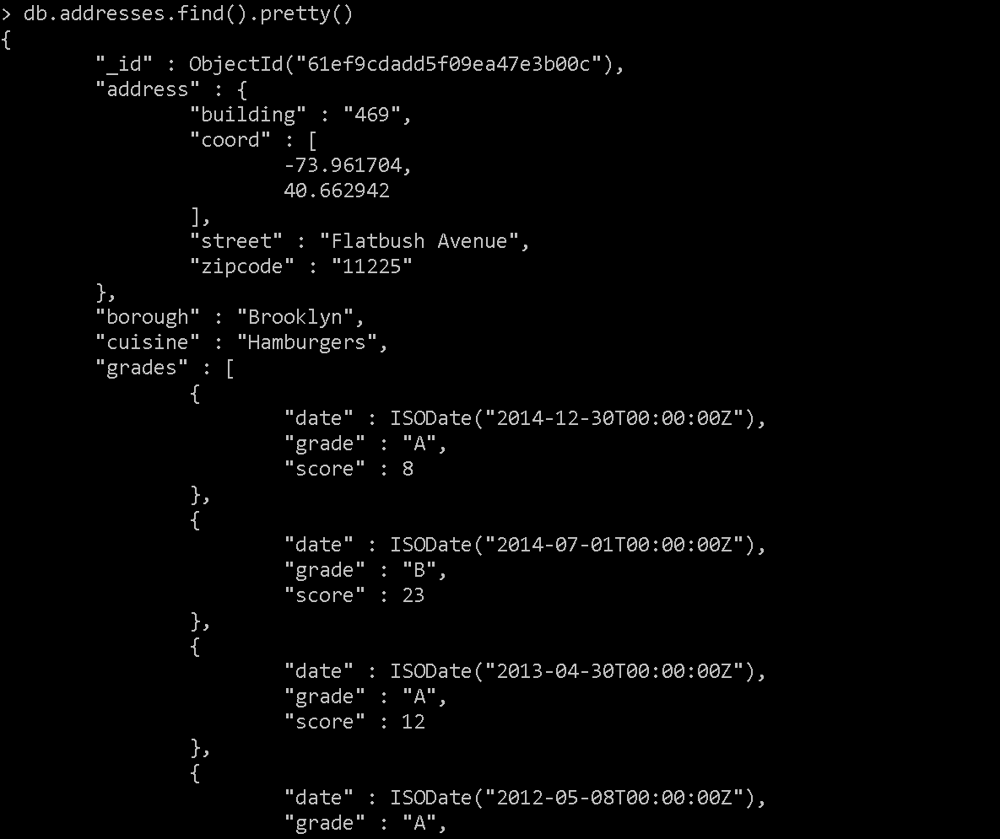 > db.addresses.find().pretty()
{
"_id" : ObjectId("61ef9cdadd5f09ea47e3b00c"),
"address" : {
"building" : "469",
"coord" : [
-73.961704,
40.662942
],
"street" : "Flatbush Avenue",
"zipcode" : "11225"
},
"borough" : "Brooklyn",
"cuisine" : "Hamburgers",
"grades" : [
{
"date" : ISODate("2014-12-30T00:00:00Z"),
"grade" : "A",
"score" : 8
},
{
"date" : ISODate("2014-07-01T00:00:00Z"),
"grade" : "B",
"score" : 23
},
{
"date" : ISODate("2013-04-30T00:00:00Z"),
"grade" : "A",
"score" : 12
},
{
"date" : ISODate("2012-05-08T00:00:00Z"),
"grade" : "A",